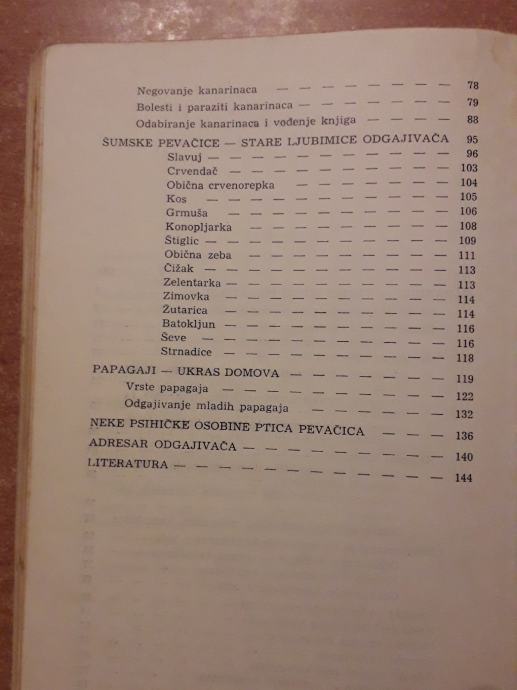 Negovanje kanarinaca — — — — — — — — 78
Bolesti i paraziti kanarinaca — — — — — — — 79
Odabiranje kanarinaca i vođenje knjiga — — — — 88
ŠUMSKE PEVAČICE — STARE LJUBIMICE ODGAJIVAČA 95
Slavuj — — — — — — — — — — — 96
Crvendač — — — — — — — — — — 103
Obična crvenorepka — — — — — — — 104
Kos — — — — — — — — — — — 105
Grmuša — — — — — — — — — — 106
Konopljarka — — — — — — — — — — 108
Štiglic — — — — — — — — — — — 109
Obična zeba — — — — — — — — — — 111
Čižak — — — — — — — — — — — 113
Zelentarka — — — — — — — — — — 113
Zimovka — — — — — — — — — — 114
Žutarica — — — — — — — — — — 114
Batokljun — — — — — — — — — — 116
Ševe — — — — — — — — — — 116
Strnadice — — — — — — — — — — 118
PAPAGAJI — UKRAS DOMOVA — — — — — — — 119
Vrste papagaja — — — — — — — — — — 122
Odgajivanje mladih papagaja — — — — — — 132
NEKE PSIHIČKE OSOBINE PTICA PEVAČICA — — — 136
ADRESAR ODGAJIVAČA — — — — — — — — — 140
LITERATURA — — — — — — — — — — — — 144